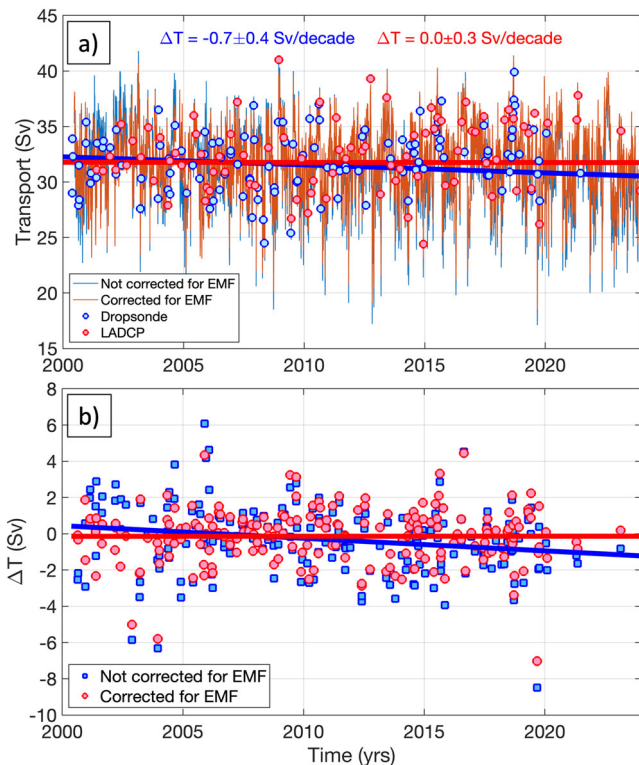 a)
ΔT = -0.7±0.4 Sv/decade
ΔT = 0.0±0.3 Sv/decade
45
40
35
30
25
20
15
Transport (Sv)
Not corrected for EMF
Corrected for EMF
Dropsonde
LADCP
2000
2005
2010
2015
2020
b)
8
6
4
2
0
-2
-4
-6
-8
-10
ΔT (Sv)
Not corrected for EMF
Corrected for EMF
2000
2005
2010
2015
2020
Time (yrs)